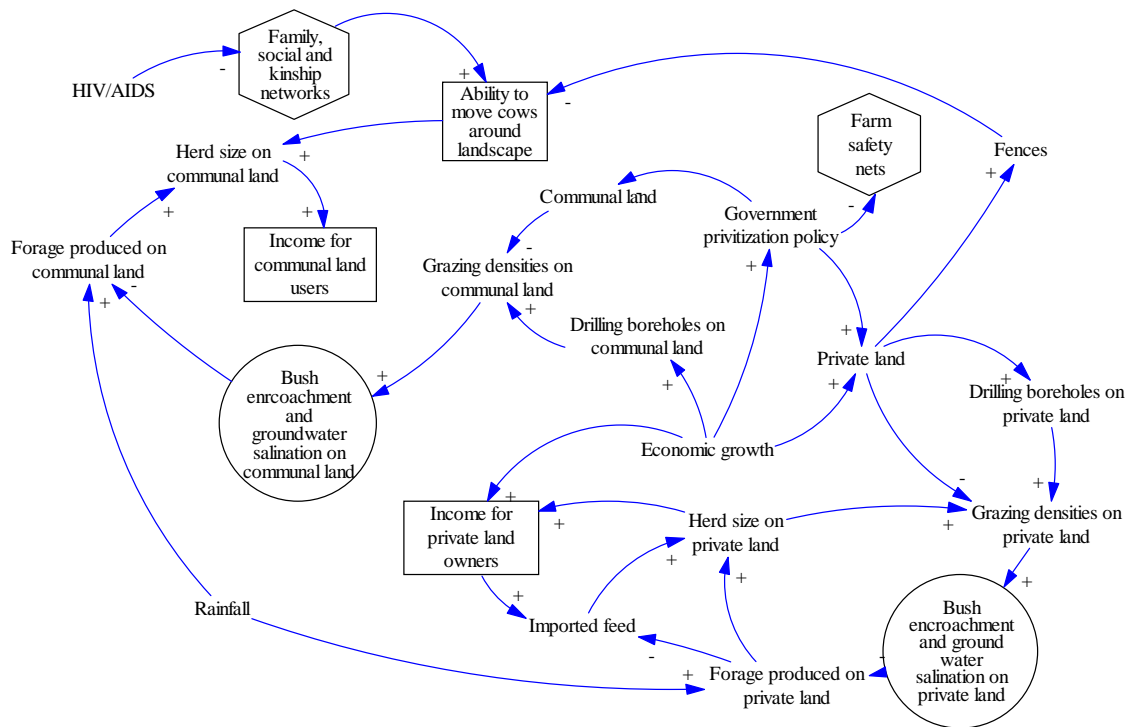 Family,
social and
kinship
networks
HIV/AIDS
-
+
Ability to
move cows
around
landscape
-
Farm
safety
nets
Fences
+
Herd size on
communal land
+
+
+
Communal land
-
Government
privitization policy
-
+
Forage produced on
communal land
+
-
Income for
communal land
users
Grazing densities on
communal land
-
+
Drilling boreholes on
communal land
+
+
Private land
+
+
Drilling boreholes on
private land
Bush
enrcoachment
and
groundwater
salination on
communal land
+
Economic growth
Income for
private land
owners
+
+
+
Herd size on
private land
+
+
+
-
+
Grazing densities on
private land
+
Rainfall
Imported feed
-
+
Forage produced on
private land
-
Bush
encroachment
and ground
water
salination on
private land